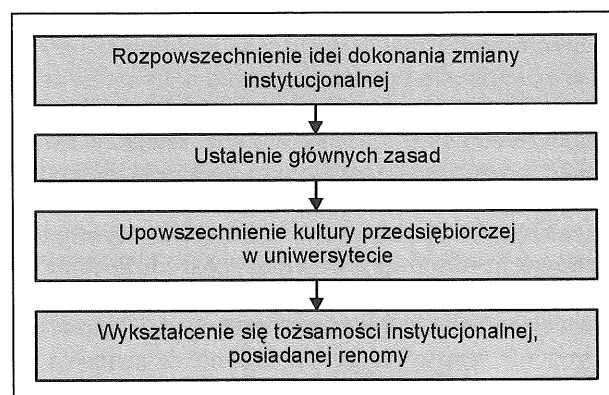 Rozpowszechnienie idei dokonania zmiany
instytucjonalnej
Ustalenie głównych zasad
Upowszechnienie kultury przedsiębiorczej
w uniwersytecie
Wykształcenie się tożsamości instytucjonalnej,
posiadanej renomy